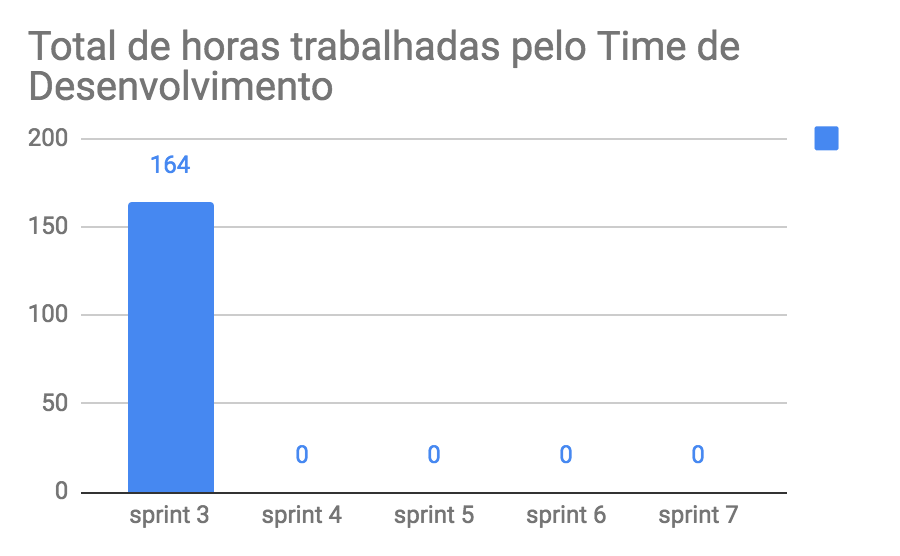 Total de horas trabalhadas pelo Time de
Desenvolvimento
200
164
150
100
50
0 0 0 0
0
sprint 3 sprint 4 sprint 5 sprint 6 sprint 7